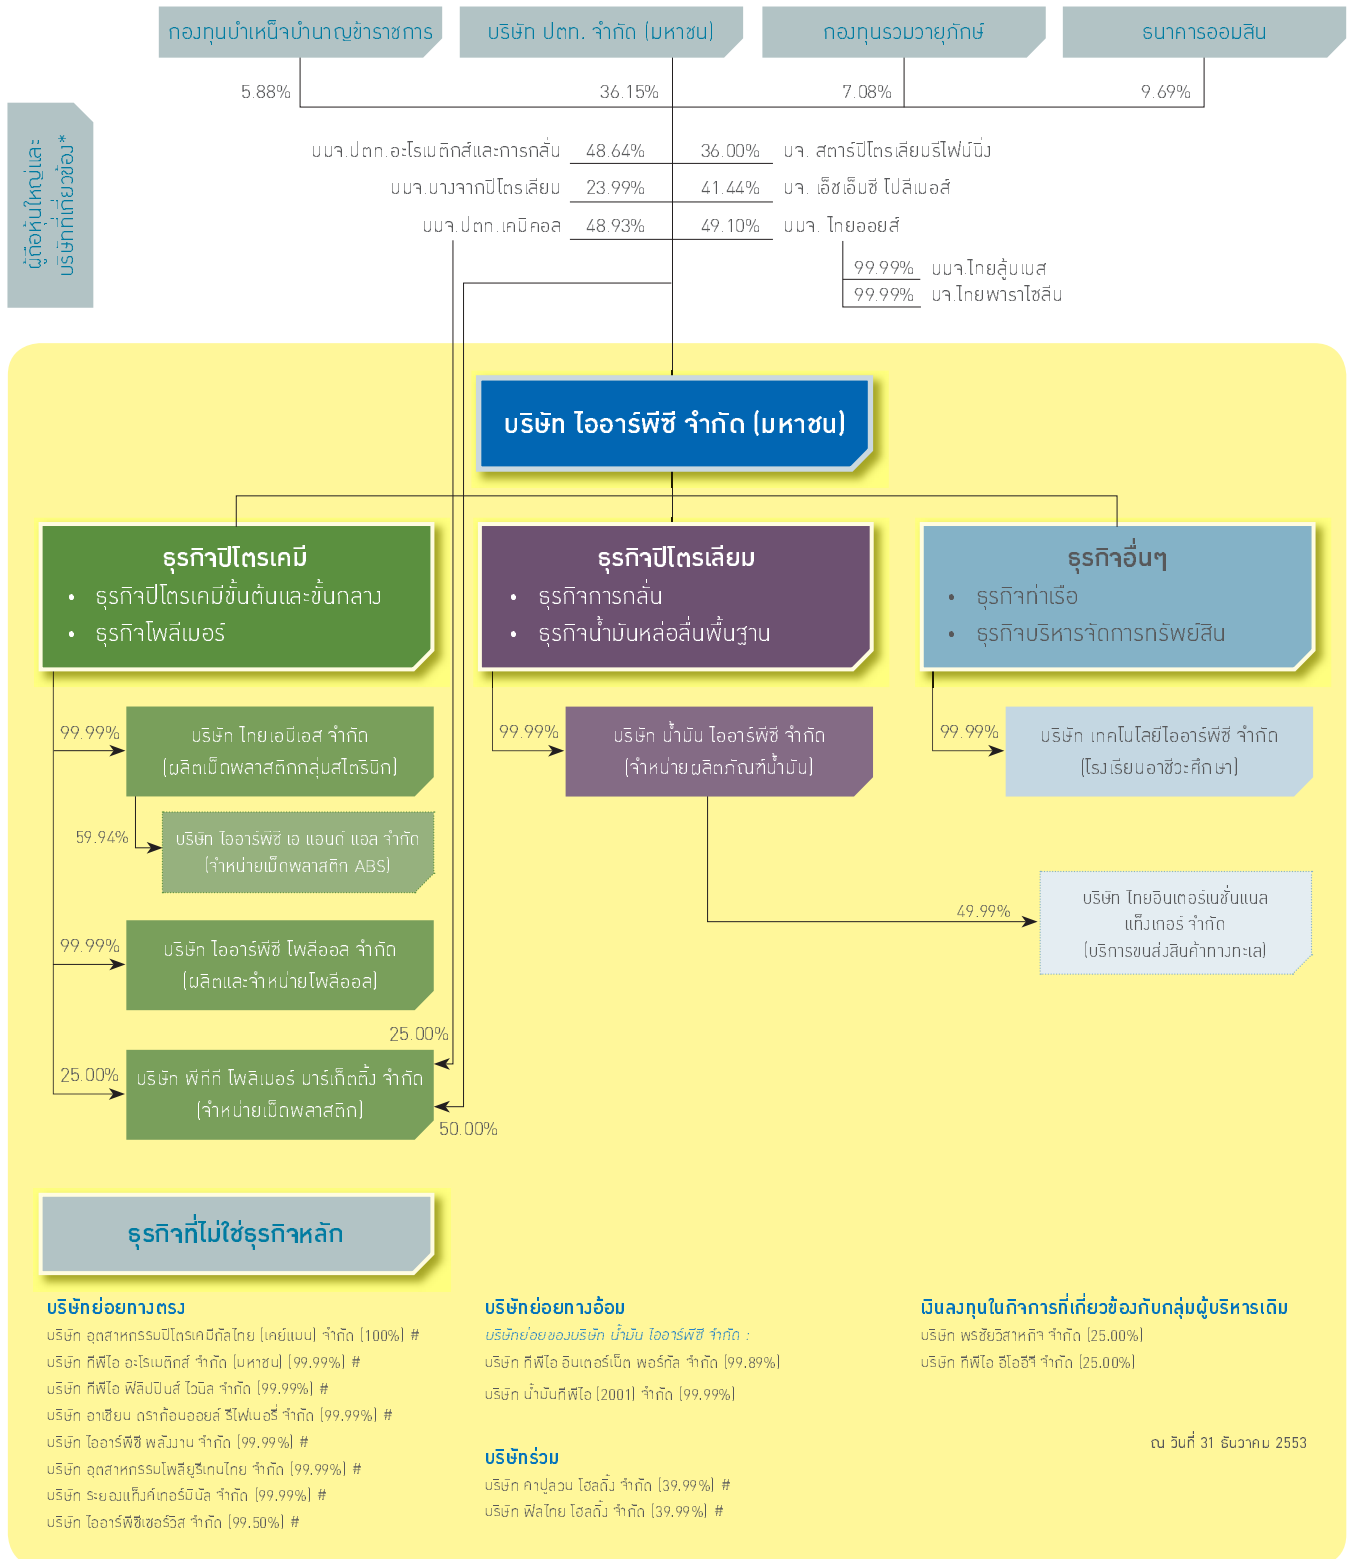 กองทุนบำเหน็จบำนาญข้าราชการ
บริษัท ปตท. จำกัด (มหาชน)
กองทุนรวมวายุภักษ์
ธนาคารออมสิน
5.88%
36.15%
7.08%
9.69%
ผู้ถือหุ้นใหญ่และ
บริษัทที่เกี่ยวข้อง*
บมจ.ปตท.อะโรเมติกส์และการกลั่น 48.64% 36.00% บจ. สตาร์ปิโตรเลียมรีไฟน์นิ่ง
บมจ.บางจากปิโตรเลียม 23.99% 41.44% บจ. เอ็ชเอ็มซี โปลีเมอส์
บมจ.ปตท.เคมิคอล 48.93% 49.10% บมจ. ไทยออยส์
99.99% บมจ.ไทยลู้บเบส
99.99% บจ.ไทยพาราไซลีน
บริษัท ไออาร์พีซี จำกัด (มหาชน)
ธุรกิจปิโตรเคมี
• ธุรกิจปิโตรเคมีขั้นต้นและขั้นกลาง
• ธุรกิจโพลีเมอร์
ธุรกิจปิโตรเลียม
• ธุรกิจการกลั่น
• ธุรกิจน้ำมันหล่อลื่นพื้นฐาน
ธุรกิจอื่นๆ
• ธุรกิจท่าเรือ
• ธุรกิจบริหารจัดการทรัพย์สิน
99.99%
บริษัท ไทยเอบีเอส จำกัด
(ผลิตเม็ดพลาสติกกลุ่มสไตรินิก)
99.99%
บริษัท น้ำมัน ไออาร์พีซี จำกัด
(จำหน่ายผลิตภัณฑ์น้ำมัน)
99.99%
บริษัท เทคโนโลยีไออาร์พีซี จำกัด
(โรงเรียนอาชีวะศึกษา)
59.94%
บริษัท ไออาร์พีซี เอ แอนด์ แอล จำกัด
(จำหน่ายเม็ดพลาสติก ABS)
49.99%
บริษัท ไทยอินเตอร์เนชั่นแนล
แท็งเกอร์ จำกัด
(บริการขนส่งสินค้าทางทะเล)
99.99%
บริษัท ไออาร์พีซี โพลีออล จำกัด
(ผลิตและจำหน่ายโพลีออล)
25.00%
25.00%
บริษัท พีทีที โพลิเมอร์ มาร์เก็ตติ้ง จำกัด
(จำหน่ายเม็ดพลาสติก)
50.00%
ธุรกิจที่ไม่ใช่ธุรกิจหลัก
บริษัทย่อยทางตรง
บริษัท อุตสาหกรรมปิโตรเคมีกัลไทย (เคย์แมน) จำกัด (100%) #
บริษัท ทีพีไอ อะโรเมติกส์ จำกัด (มหาชน) (99.99%) #
บริษัท ทีพีไอ ฟิลิปปินส์ ไวนิล จำกัด (99.99%) #
บริษัท อาเซียน ดราก้อนออยล์ รีไฟเนอรี่ จำกัด (99.99%) #
บริษัท ไออาร์พีซี พลังงาน จำกัด (99.99%) #
บริษัท อุตสาหกรรมโพลียูรีเทนไทย จำกัด (99.99%) #
บริษัท ระยองแท็งค์เทอร์มินัล จำกัด (99.99%) #
บริษัท ไออาร์พีซีเซอร์วิส จำกัด (99.50%) #
บริษัทย่อยทางอ้อม
บริษัทย่อยของบริษัท น้ำมัน ไออาร์พีซี จำกัด :
บริษัท ทีพีไอ อินเตอร์เน็ต พอร์ทัล จำกัด (99.89%)
บริษัท น้ำมันทีพีไอ (2001) จำกัด (99.99%)
บริษัทร่วม
บริษัท คาปูลวน โฮลดิ้ง จำกัด (39.99%) #
บริษัท ฟิลไทย โฮลดิ้ง จำกัด (39.99%) #
เงินลงทุนในกิจการที่เกี่ยวข้องกับกลุ่มผู้บริหารเดิม
บริษัท พรชัยวิสาหกิจ จำกัด (25.00%)
บริษัท ทีพีไอ อีโออีจี จำกัด (25.00%)
ณ วันที่ 31 ธันวาคม 2553